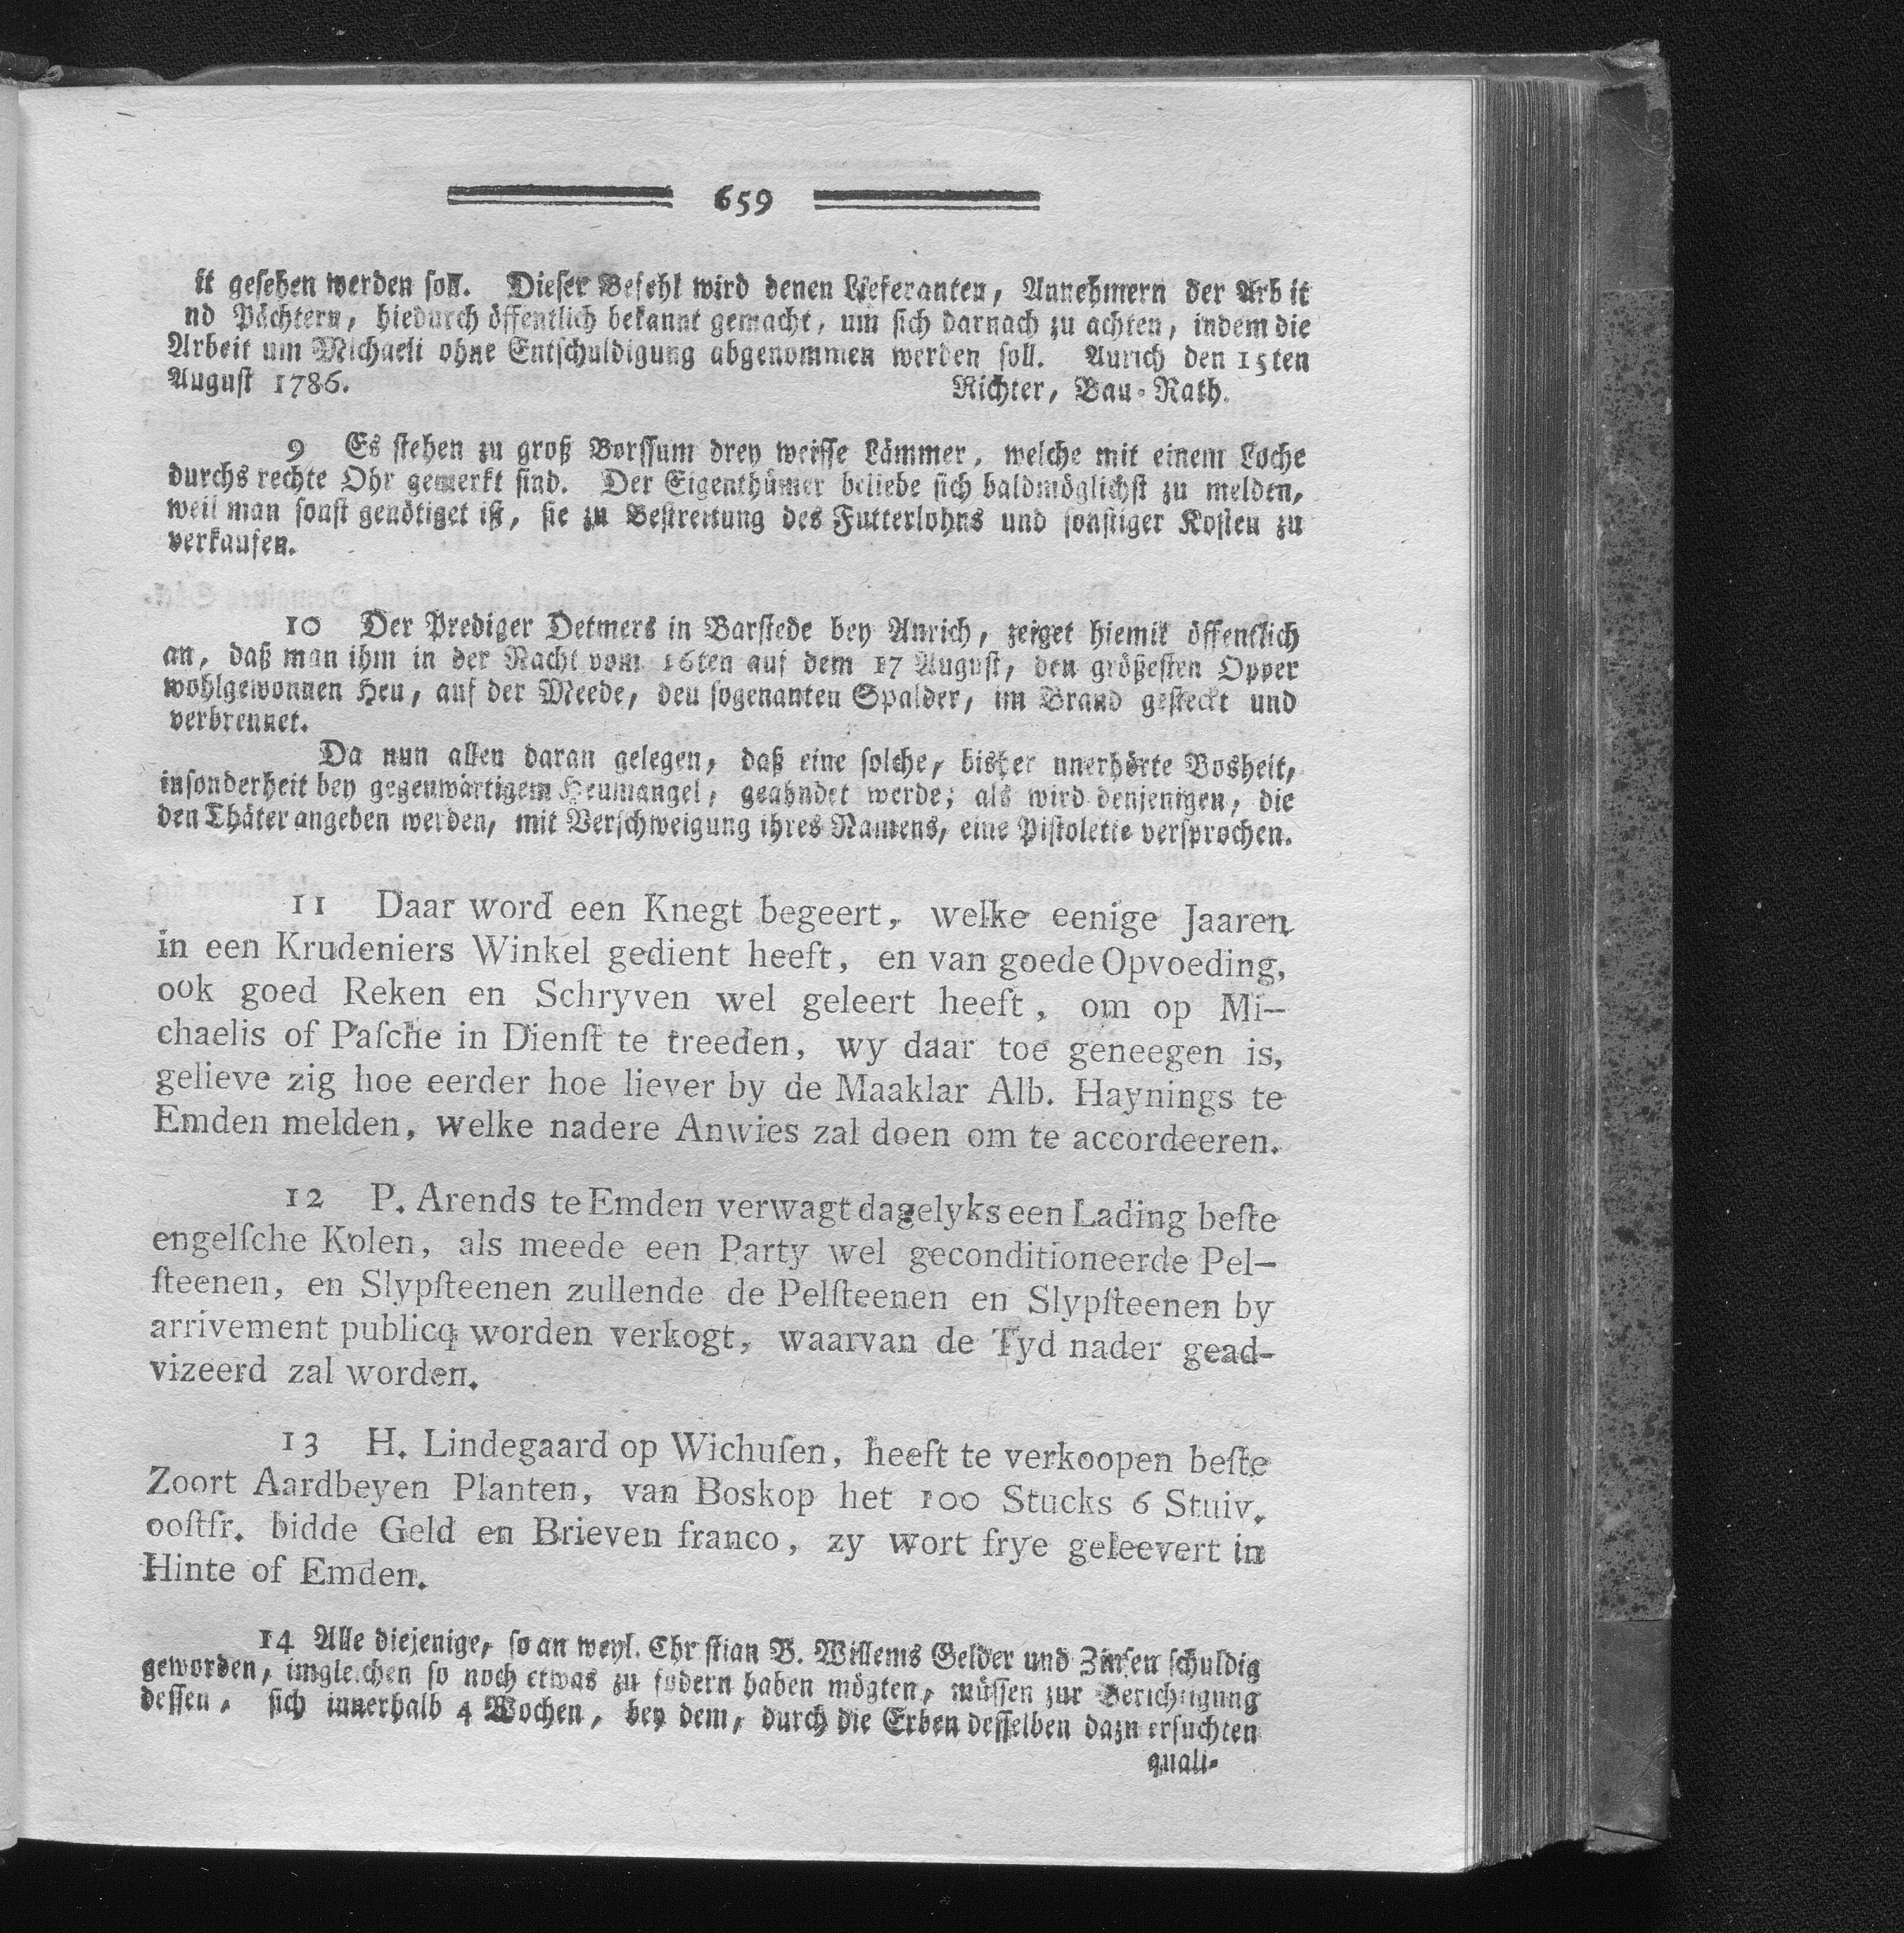 659
it gesehen werden soll. Dieser Befehl wird denen Lieferanten, Annehmern der Arb it
nd Pächtern, hiedurch öffentlich bekannt gemacht, um sich darnach zu achten, indem die
Arbeit um Michaeli ohne Entschuldigung abgenommen werden soll. Aurich den 15ten
August 1786. Richter, Bau-Rath.
9 Es stehen zu groß Borssum drey weisse Lämmer, welche mit einem Loche
durchs rechte Ohr gemerkt sind. Der Eigenthümer beliebe sich baldmöglichst zu melden,
weil man sonst genötiget ist, sie zu Bestreitung des Futterlohns und sonstiger Kosten zu
verkaufen.
10 Der Prediger Detmers in Barstede bey Aurich, zeiget hiemit öffentlich
an, daß man ihm in der Nacht vom 16ten auf dem 17 August, den größesten Opper
wohlgewonnen Heu, auf der Meede, den sogenanten Spalder, im Brand gesteckt und
verbrennet.
Da nun allen daran gelegen, daß eine solche, bisher unerhörte Bosheit,
insonderheit bey gegenwärtigem Heumangel, geahndet werde; als wird denjenigen, die
den Thäter angeben werden, mit Verschweigung ihres Namens, eine Pistolette versprochen.
11 Daar word een Knegt begeert, welke eenige Jaaren
in een Krudeniers Winkel gedient heeft, en van goede Opvoeding,
ook goed Reken en Schryven wel geleert heeft, om op Mi-
chaelis of Paſche in Dienſt te treeden, wy daar toe geneegen is,
gelieve zig hoe eerder hoe liever by de Maaklar Alb. Haynings te
Emden melden, welke nadere Anwies zal doen om te accordeeren.
12 P. Arends te Emden verwagt dagelyks een Lading beſte
engelſche Kolen, als meede een Party wel geconditioneerde Pel-
ſteenen, en Slypſteenen zullende de Pelſteenen en Slypſteenen by
arrivement publicq worden verkogt, waarvan de Tyd nader gead-
vizeerd zal worden.
13 H. Lindegaard op Wichuſen, heeft te verkoopen beſte
Zoort Aardbeyen Planten, van Boskop het 100 Stucks 6 Stuiv.
ooſtfr. bidde Geld en Brieven franco, zy wort frye geleevert in
Hinte of Emden.
14 Alle diejenige, so an weyl. Chr stian B. Willems Gelder und Zinsen schuldig
geworden, imgleichen so noch etwas zu fodern haben mögten, müssen zur Berichtigung
dessen, sich innerhalb 4 Wochen, bey dem, durch die Erben desselben dazu ersuchten
quali-